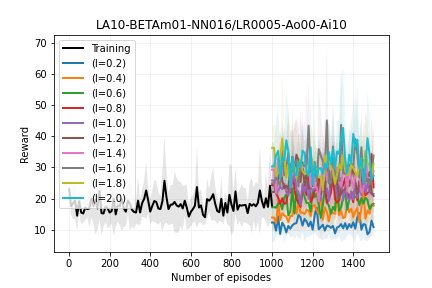 LA10-BETAm01-NN016/LR0005-Ao00-Ai10
Reward
70
60
50
40
30
20
10
Training
(l=0.2)
(l=0.4)
(l=0.6)
(l=0.8)
(l=1.0)
(l=1.2)
(l=1.4)
(l=1.6)
(l=1.8)
(l=2.0)
0 200 400 600 800 1000 1200 1400
Number of episodes